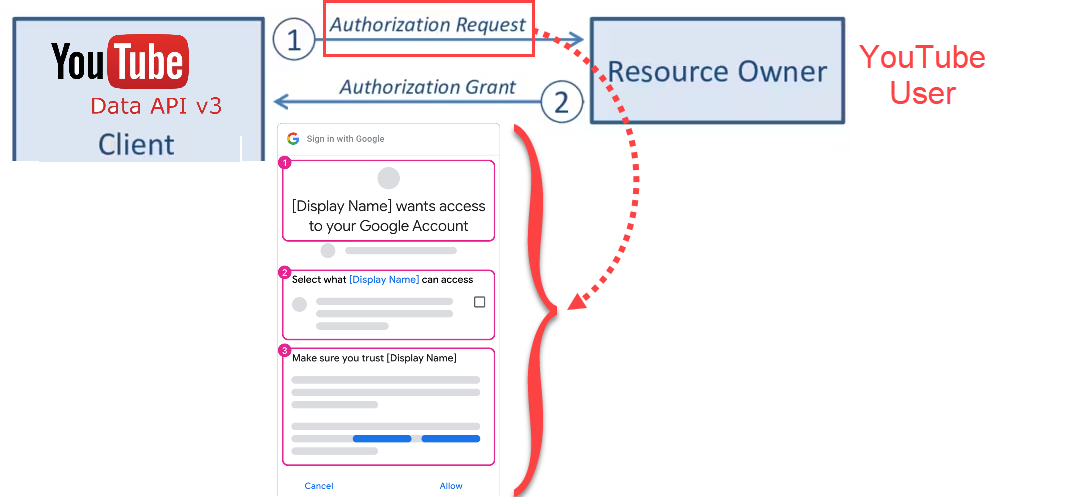 YouTube
Data API v3
Client
1
Authorization Request
Authorization Grant
2
Resource Owner
YouTube
User
G Sign in with Google
1
[Display Name] wants access
to your Google Account
2
Select what [Display Name] can access
3
Make sure you trust [Display Name]
Cancel
Allow